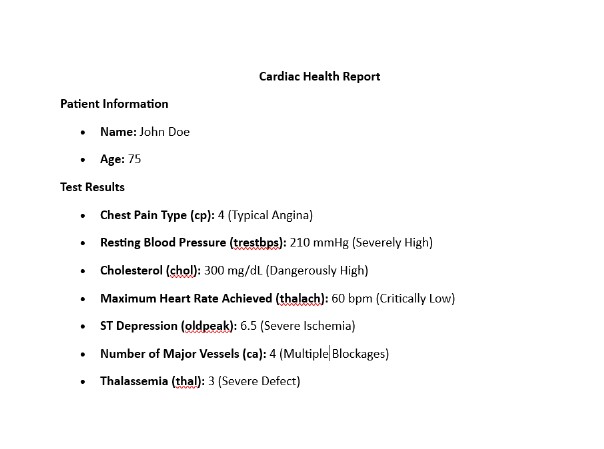 Cardiac Health Report
Patient Information
• Name: John Doe
• Age: 75
Test Results
• Chest Pain Type (cp): 4 (Typical Angina)
• Resting Blood Pressure (trestbps): 210 mmHg (Severely High)
• Cholesterol (chol): 300 mg/dL (Dangerously High)
• Maximum Heart Rate Achieved (thalach): 60 bpm (Critically Low)
• ST Depression (oldpeak): 6.5 (Severe Ischemia)
• Number of Major Vessels (ca): 4 (Multiple Blockages)
• Thalassemia (thal): 3 (Severe Defect)